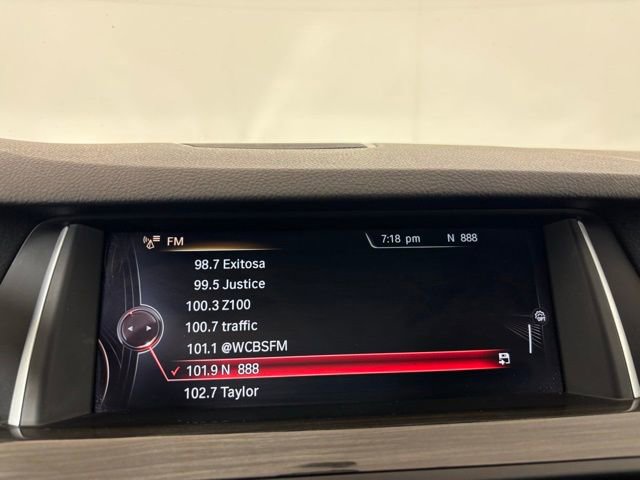 FM 7:18 pm N 888
98.7 Exitosa
99.5 Justice
100.3 Z100
100.7 traffic
101.1 @WCBSFM
101.9 N 888
102.7 Taylor
OPT